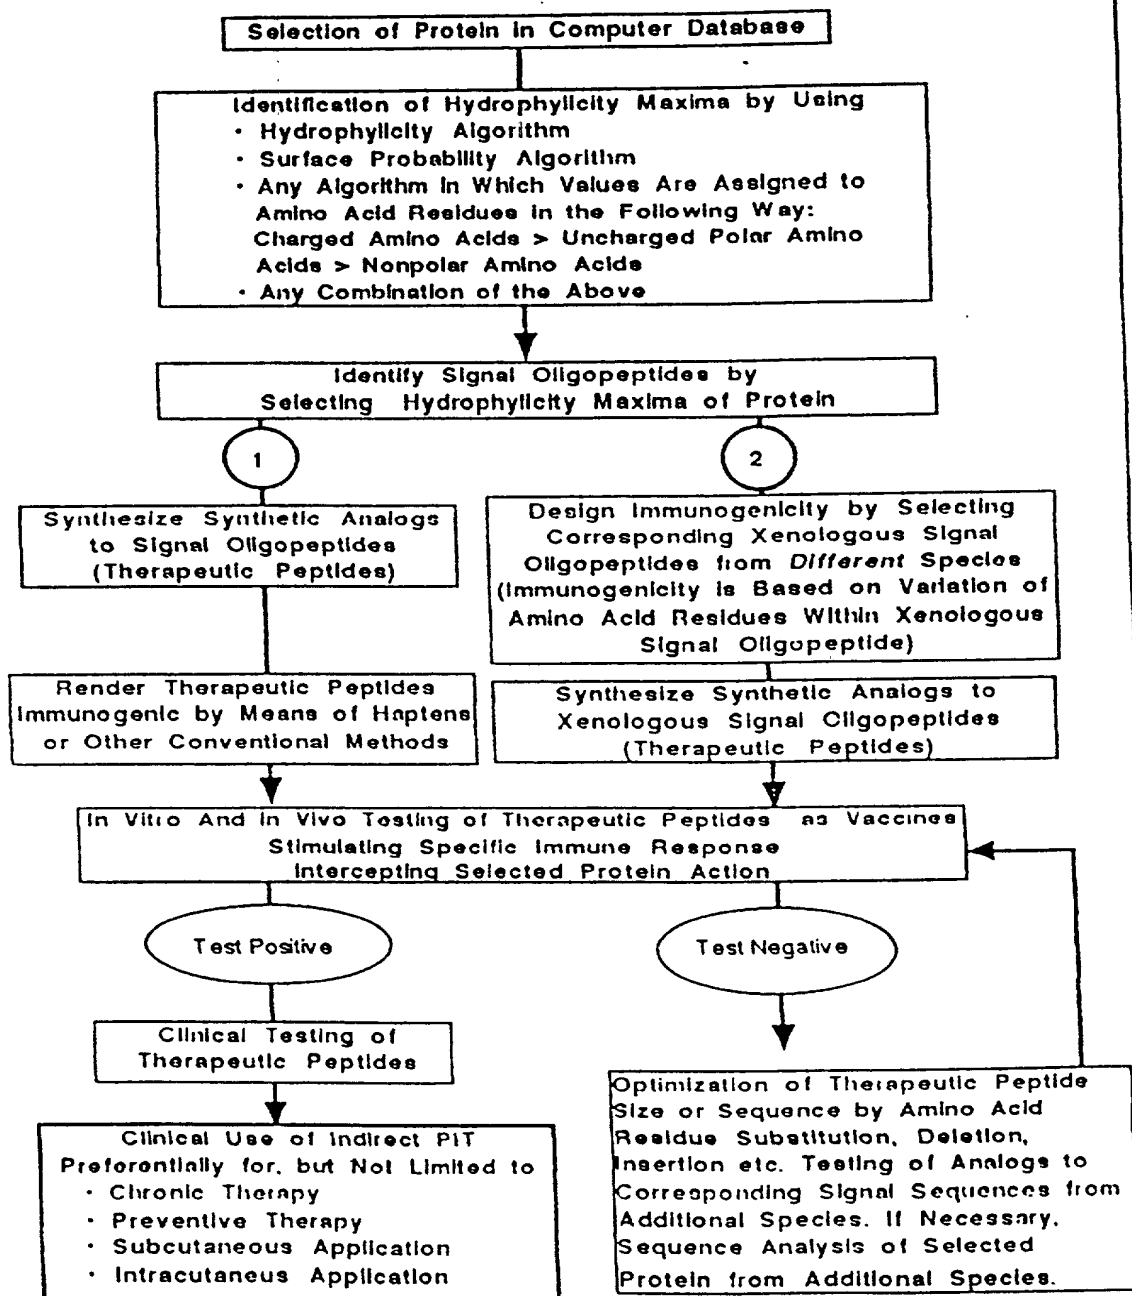 Selection of Protein in Computer Database
Identification of Hydrophylicity Maxima by Using
· Hydrophylicity Algorithm
· Surface Probability Algorithm
· Any Algorithm in Which Values Are Assigned to
Amino Acid Residues in the Following Way:
Charged Amino Acids > Uncharged Polar Amino
Acids > Nonpolar Amino Acids
· Any Combination of the Above
Identify Signal Oligopeptides by
Selecting Hydrophylicity Maxima of Protein
1
2
Synthesize Synthetic Analogs
to Signal Oligopeptides
(Therapeutic Peptides)
Design Immunogenicity by Selecting
Corresponding Xenologous Signal
Oligopeptides from Different Species
(Immunogenicity is Based on Variation of
Amino Acid Residues Within Xenologous
Signal Oligopeptide)
Render Therapeutic Peptides
Immunogenic by Means of Haptens
or Other Conventional Methods
Synthesize Synthetic Analogs to
Xenologous Signal Oligopeptides
(Therapeutic Peptides)
In Vitro And In Vivo Testing of Therapeutic Peptides as Vaccines
Stimulating Specific Immune Response
Intercepting Selected Protein Action
Test Positive
Test Negative
Clinical Testing of
Therapeutic Peptides
Clinical Use of Indirect PIT
Preferentially for, but Not Limited to
· Chronic Therapy
· Preventive Therapy
· Subcutaneous Application
· Intracutaneus Application
Optimization of Therapeutic Peptide
Size or Sequence by Amino Acid
Residue Substitution, Deletion,
Insertion etc. Testing of Analogs to
Corresponding Signal Sequences from
Additional Species. If Necessary,
Sequence Analysis of Selected
Protein from Additional Species.